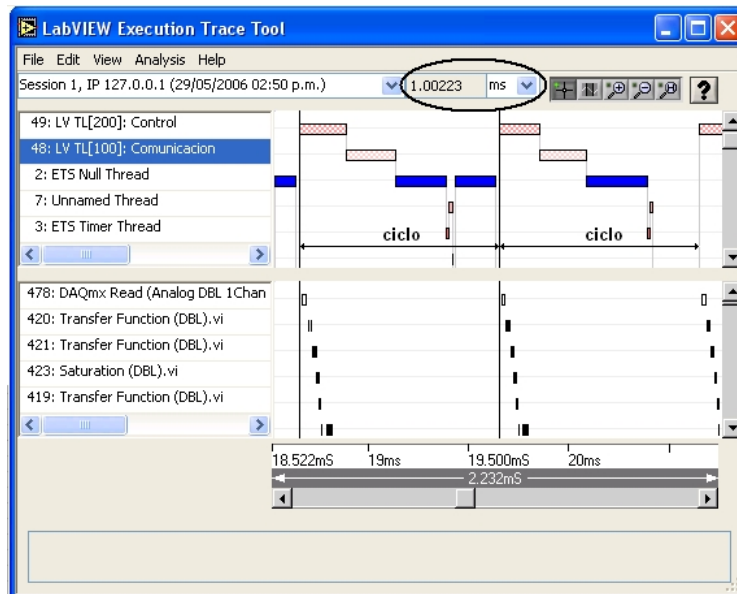 LabVIEW Execution Trace Tool
File Edit View Analysis Help
Session 1, IP 127.0.0.1 (29/05/2006 02:50 p.m.) 1.00223 ms ?
49: LV TL[200]: Control
48: LV TL[100]: Comunicacion
2: ETS Null Thread
7: Unnamed Thread
3: ETS Timer Thread
ciclo ciclo
478: DAQmx Read (Analog DBL 1Chan
420: Transfer Function (DBL).vi
421: Transfer Function (DBL).vi
423: Saturation (DBL).vi
419: Transfer Function (DBL).vi
18.522mS 19ms 19.500mS 20ms
2.232mS